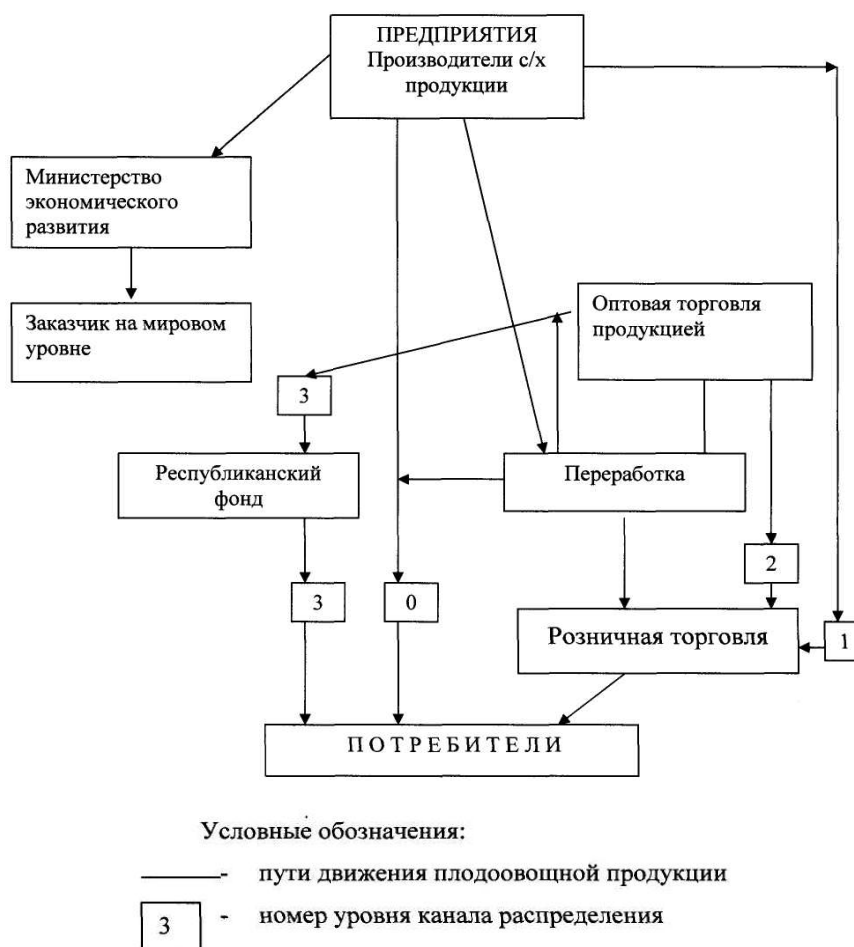 ПРЕДПРИЯТИЯ
Производители с/х
продукции
Министерство
экономического
развития
Заказчик на мировом
уровне
Оптовая торговля
продукцией
3
Республиканский
фонд
Переработка
2
3
0
Розничная торговля
1
П О Т Р Е Б И Т Е Л И
Условные обозначения:
- пути движения плодоовощной продукции
3 - номер уровня канала распределения